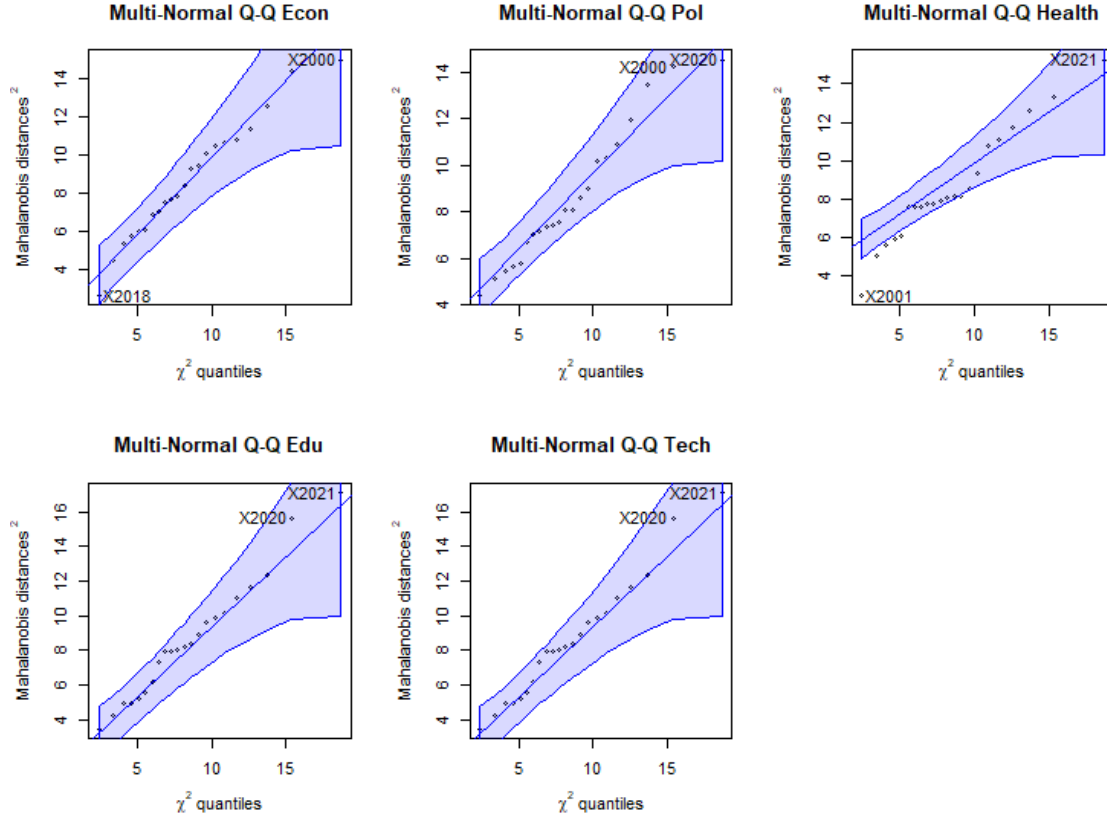 Multi-Normal Q-Q Econ
Mahalanobis distances ²
14
12
10
8
6
4
X2000
X2018
5 10 15
χ² quantiles
Multi-Normal Q-Q Pol
Mahalanobis distances ²
14
12
10
8
6
4
X2000 X2020
5 10 15
χ² quantiles
Multi-Normal Q-Q Health
Mahalanobis distances ²
14
12
10
8
6
4
X2021
X2001
5 10 15
χ² quantiles
Multi-Normal Q-Q Edu
Mahalanobis distances ²
16
14
12
10
8
6
4
X2021
X2020
5 10 15
χ² quantiles
Multi-Normal Q-Q Tech
Mahalanobis distances ²
16
14
12
10
8
6
4
X2021
X2020
5 10 15
χ² quantiles